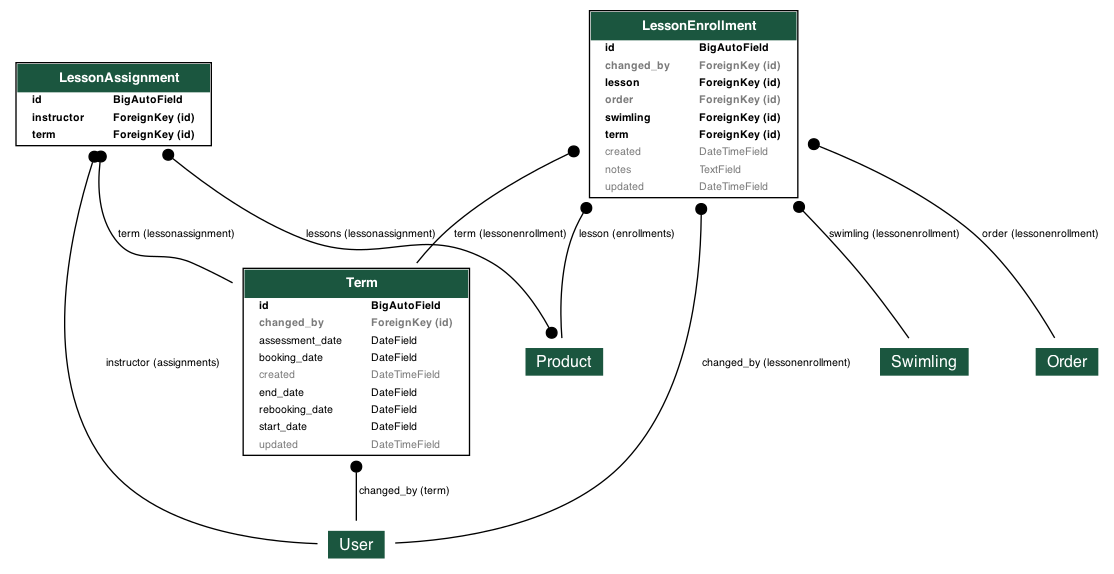 LessonEnrollment
id BigAutoField
changed_by ForeignKey (id)
lesson ForeignKey (id)
order ForeignKey (id)
swimling ForeignKey (id)
term ForeignKey (id)
created DateTimeField
notes TextField
updated DateTimeField
LessonAssignment
id BigAutoField
instructor ForeignKey (id)
term ForeignKey (id)
term (lessonassignment)
lessons (lessonassignment)
term (lessonenrollment)
lesson (enrollments)
swimling (lessonenrollment)
order (lessonenrollment)
Term
id BigAutoField
changed_by ForeignKey (id)
assessment_date DateField
booking_date DateField
created DateTimeField
end_date DateField
rebooking_date DateField
start_date DateField
updated DateTimeField
instructor (assignments)
Product
changed_by (lessonenrollment)
Swimling
Order
changed_by (term)
User